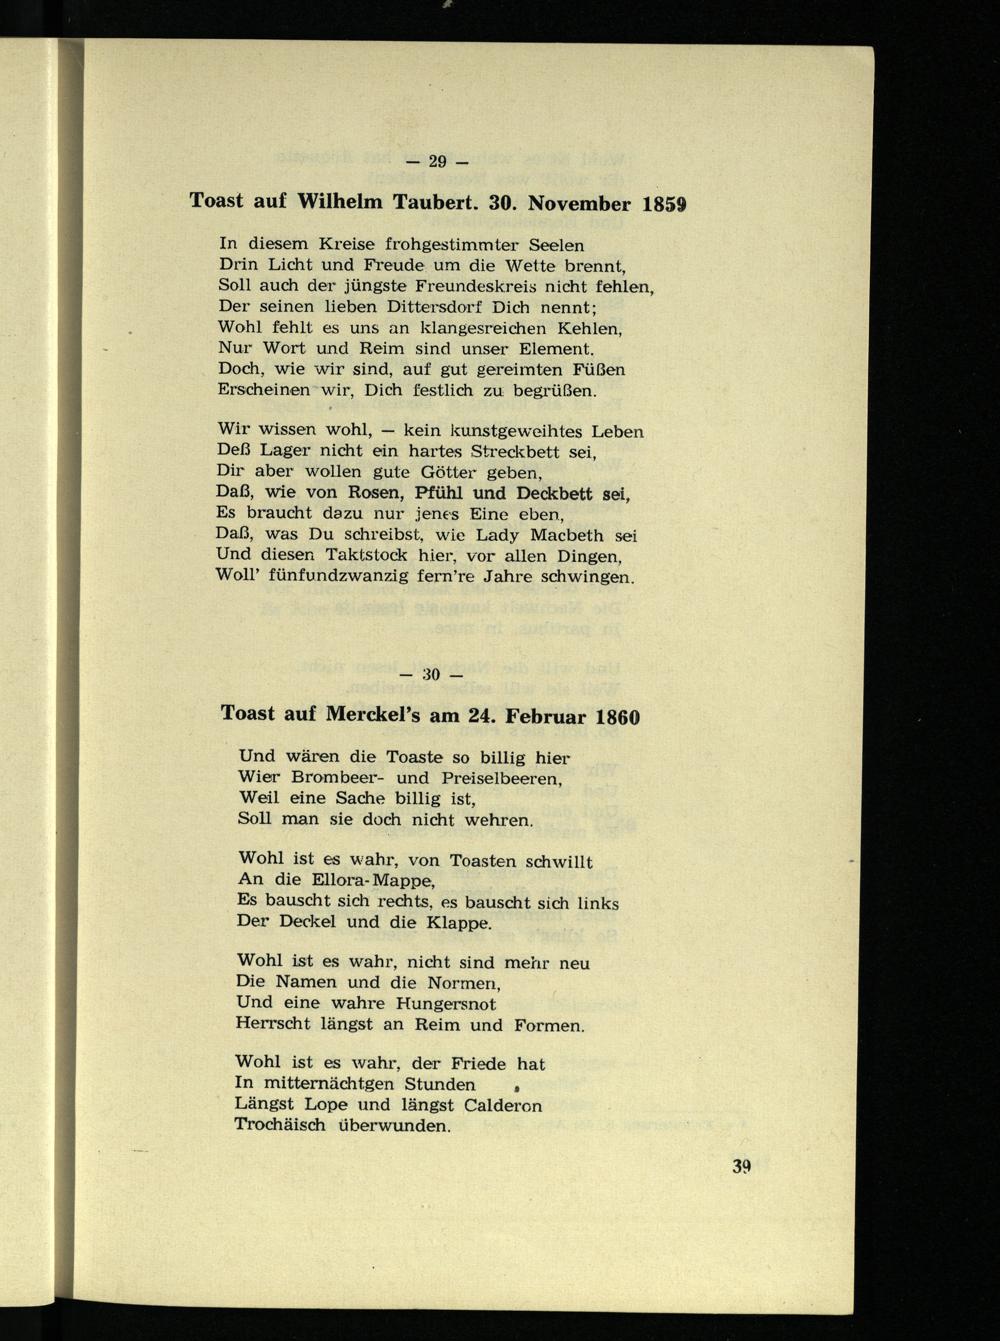 — 29 —
Toast auf Wilhelm Taubert. 30. November 1859
In diesem Kreise frohgestimmter Seelen
Drin Licht und Freude um die Wette brennt,
Soll auch der jüngste Freundeskreis nicht fehlen,
Der seinen lieben Dittersdorf Dich nennt;
Wohl fehlt es uns an klangesreichen Kehlen,
Nur Wort und Reim sind unser Element.
Doch, wie wir sind, auf gut gereimten Füßen
Erscheinen wir, Dich festlich zu begrüßen.
Wir wissen wohl, — kein kunstgeweihtes Leben
Deß Lager nicht ein hartes Streckbett sei,
Dir aber wollen gute Götter geben,
Daß, wie von Rosen, Pfühl und Deckbett sei,
Es braucht dazu nur jenes Eine eben,
Daß, was Du schreibst, wie Lady Macbeth sei
Und diesen Taktstock hier, vor allen Dingen,
Woll' fünfundzwanzig fern're Jahre schwingen.
— 30 —
Toast auf Merckel's am 24. Februar 1860
Und wären die Toaste so billig hier
Wier Brombeer- und Preiselbeeren,
Weil eine Sache billig ist,
Soll man sie doch nicht wehren.
Wohl ist es wahr, von Toasten schwillt
An die Ellora-Mappe,
Es bauscht sich rechts, es bauscht sich links
Der Deckel und die Klappe.
Wohl ist es wahr, nicht sind mehr neu
Die Namen und die Normen,
Und eine wahre Hungersnot
Herrscht längst an Reim und Formen.
Wohl ist es wahr, der Friede hat
In mitternächtgen Stunden
Längst Lope und längst Calderon
Trochäisch überwunden.
39